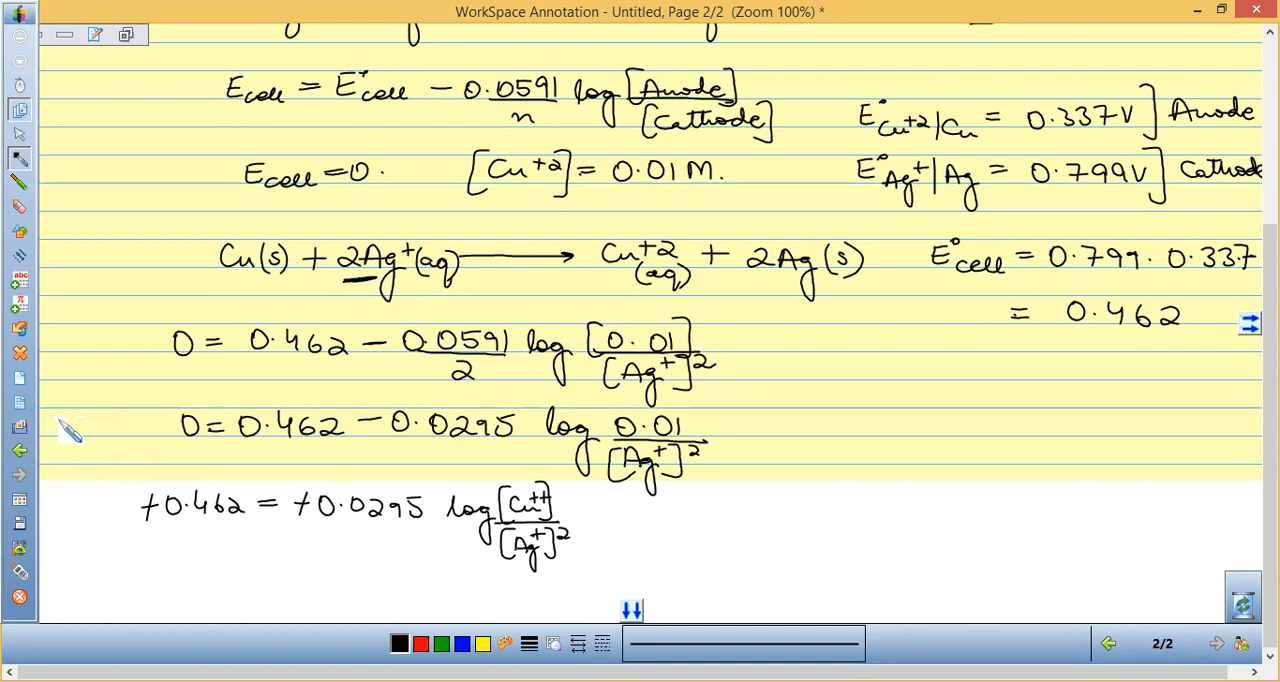 WorkSpace Annotation - Untitled, Page 2/2 (Zoom 100%) *
Ecell = E°cell - 0.0591/n log [Anode]/[Cathode]
E°Cu+2/Cu = 0.337V ] Anode
Ecell = 0. [Cu+2] = 0.01 M.
E°Ag+/Ag = 0.799V ] Cathode
Cu(s) + 2Ag+(aq) ⟶ Cu+2(aq) + 2Ag(s)
E°cell = 0.799. 0.337
= 0.462
0 = 0.462 - 0.0591/2 log [0.01]/[Ag+]2
0 = 0.462 - 0.0295 log 0.01/[Ag+]2
+0.462 = +0.0295 log [Cu++]/[Ag+]2
abc
π
2/2